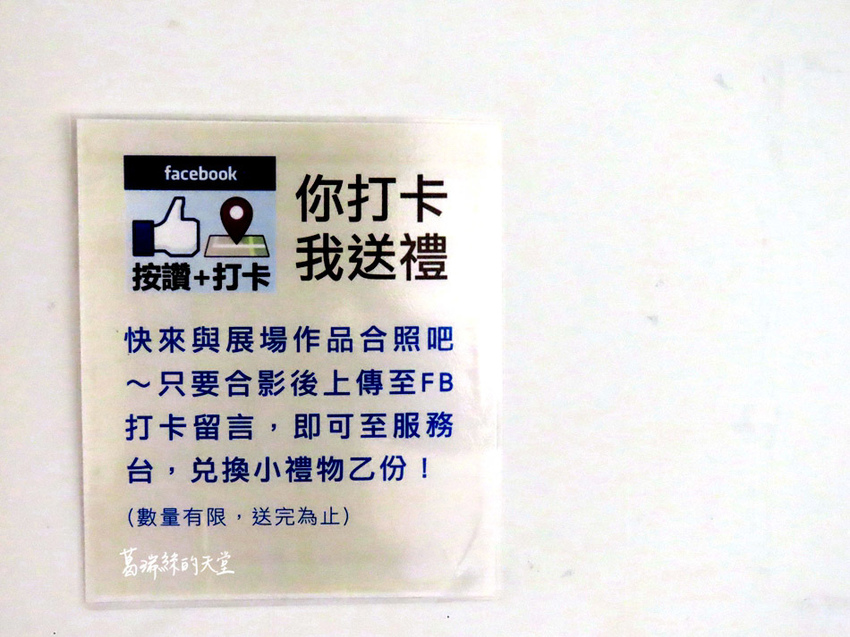 facebook
按讚+打卡
你打卡
我送禮
快來與展場作品合照吧
～只要合影後上傳至FB
打卡留言，即可至服務
台，兌換小禮物乙份！
(數量有限，送完為止)
葛瑞絲的天堂